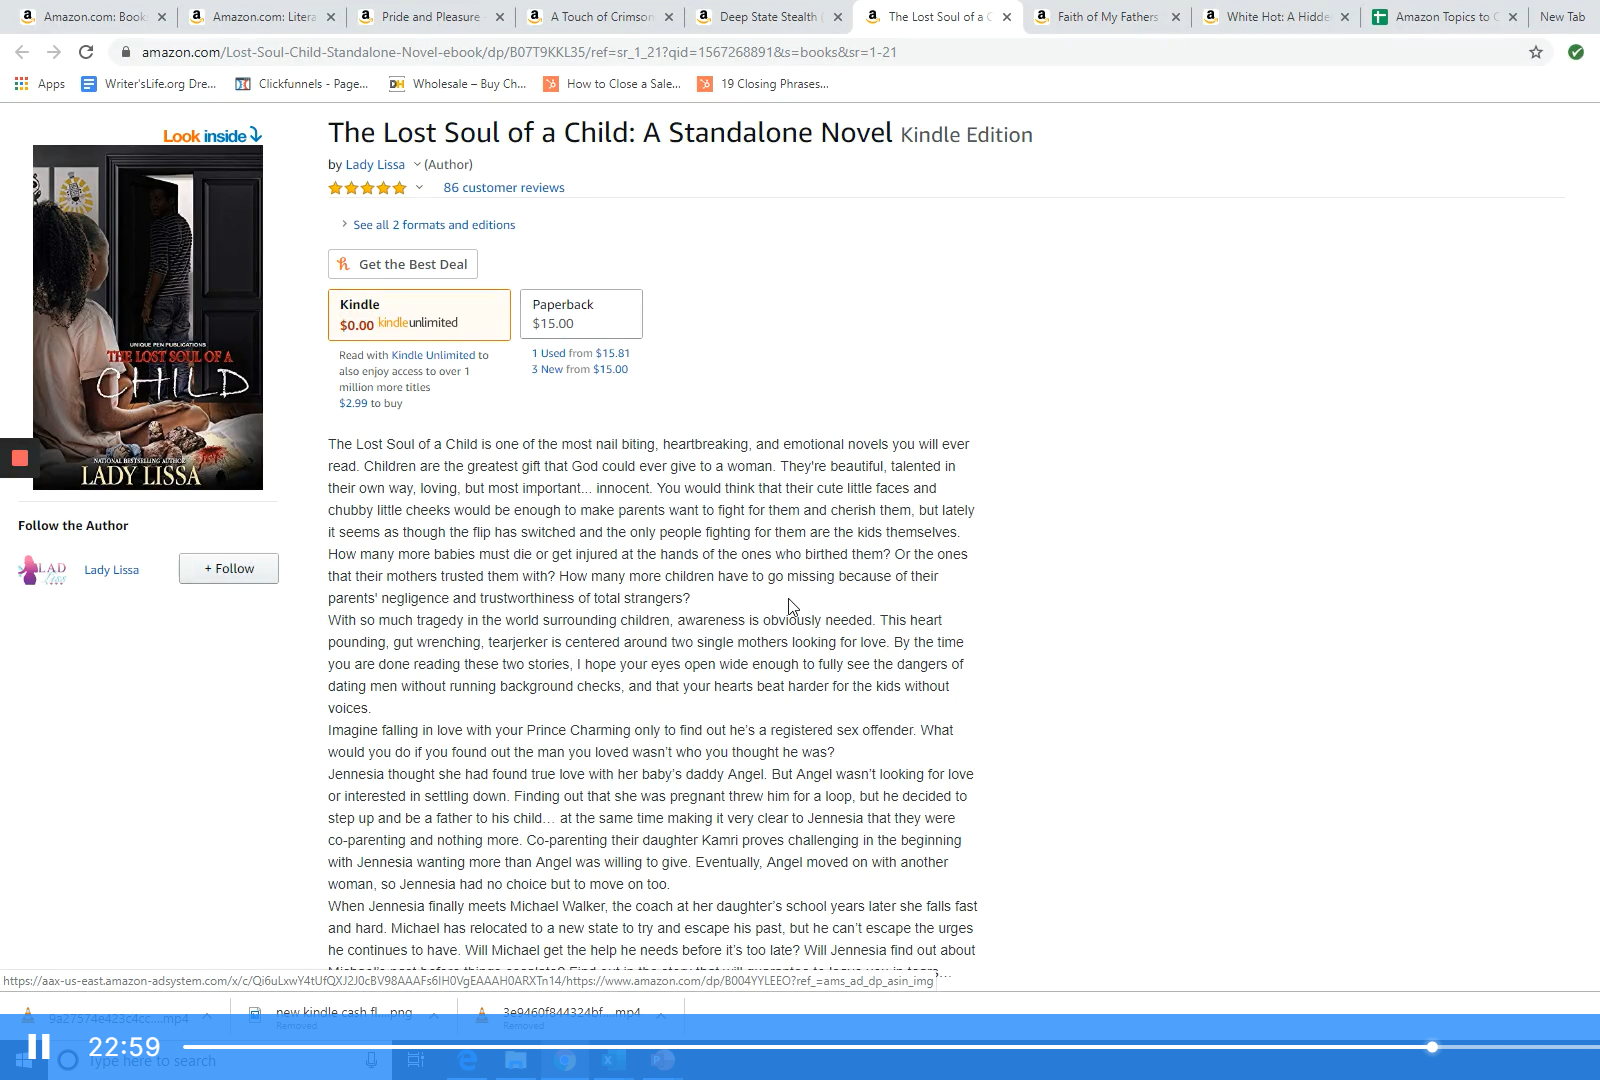 Amazon.com: Book
Amazon.com: Litera
Pride and Pleasure
A Touch of Crimson
Deep State Stealth (
The Lost Soul of a C
Faith of My Fathers
White Hot: A Hidde
Amazon Topics to C
New Tab
amazon.com/Lost-Soul-Child-Standalone-Novel-ebook/dp/B07T9KKL35/ref=sr_1_21?qid=1567268891&s=books&sr=1-21
Apps
Writer'sLife.org Dre...
Clickfunnels - Page...
DH Wholesale – Buy Ch...
How to Close a Sale...
19 Closing Phrases...
Look inside
UNIQUE PEN PUBLICATIONS
THE LOST SOUL OF A
CHILD
NATIONAL BESTSELLING AUTHOR
LADY LISSA
Follow the Author
Lady Lissa
+ Follow
The Lost Soul of a Child: A Standalone Novel Kindle Edition
by Lady Lissa (Author)
86 customer reviews
See all 2 formats and editions
Get the Best Deal
Kindle
$0.00 kindleunlimited
Read with Kindle Unlimited to
also enjoy access to over 1
million more titles
$2.99 to buy
Paperback
$15.00
1 Used from $15.81
3 New from $15.00
The Lost Soul of a Child is one of the most nail biting, heartbreaking, and emotional novels you will ever
read. Children are the greatest gift that God could ever give to a woman. They're beautiful, talented in
their own way, loving, but most important... innocent. You would think that their cute little faces and
chubby little cheeks would be enough to make parents want to fight for them and cherish them, but lately
it seems as though the flip has switched and the only people fighting for them are the kids themselves.
How many more babies must die or get injured at the hands of the ones who birthed them? Or the ones
that their mothers trusted them with? How many more children have to go missing because of their
parents' negligence and trustworthiness of total strangers?
With so much tragedy in the world surrounding children, awareness is obviously needed. This heart
pounding, gut wrenching, tearjerker is centered around two single mothers looking for love. By the time
you are done reading these two stories, I hope your eyes open wide enough to fully see the dangers of
dating men without running background checks, and that your hearts beat harder for the kids without
voices.
Imagine falling in love with your Prince Charming only to find out he’s a registered sex offender. What
would you do if you found out the man you loved wasn’t who you thought he was?
Jennesia thought she had found true love with her baby’s daddy Angel. But Angel wasn’t looking for love
or interested in settling down. Finding out that she was pregnant threw him for a loop, but he decided to
step up and be a father to his child… at the same time making it very clear to Jennesia that they were
co-parenting and nothing more. Co-parenting their daughter Kamri proves challenging in the beginning
with Jennesia wanting more than Angel was willing to give. Eventually, Angel moved on with another
woman, so Jennesia had no choice but to move on too.
When Jennesia finally meets Michael Walker, the coach at her daughter’s school years later she falls fast
and hard. Michael has relocated to a new state to try and escape his past, but he can’t escape the urges
he continues to have. Will Michael get the help he needs before it’s too late? Will Jennesia find out about
https://aax-us-east.amazon-adsystem.com/x/c/Qi6uLxwY4tUfQXJ2J0cBV98AAAFs6IH0VgEAAAH0ARXTn14/https://www.amazon.com/dp/B004YYLEEO?ref_=ams_ad_dp_asin_img
9a27574e423c4cc....mp4
new kindle cash fl....png
Removed
3e9460f844324bf....mp4
Removed
22:59
Type here to search